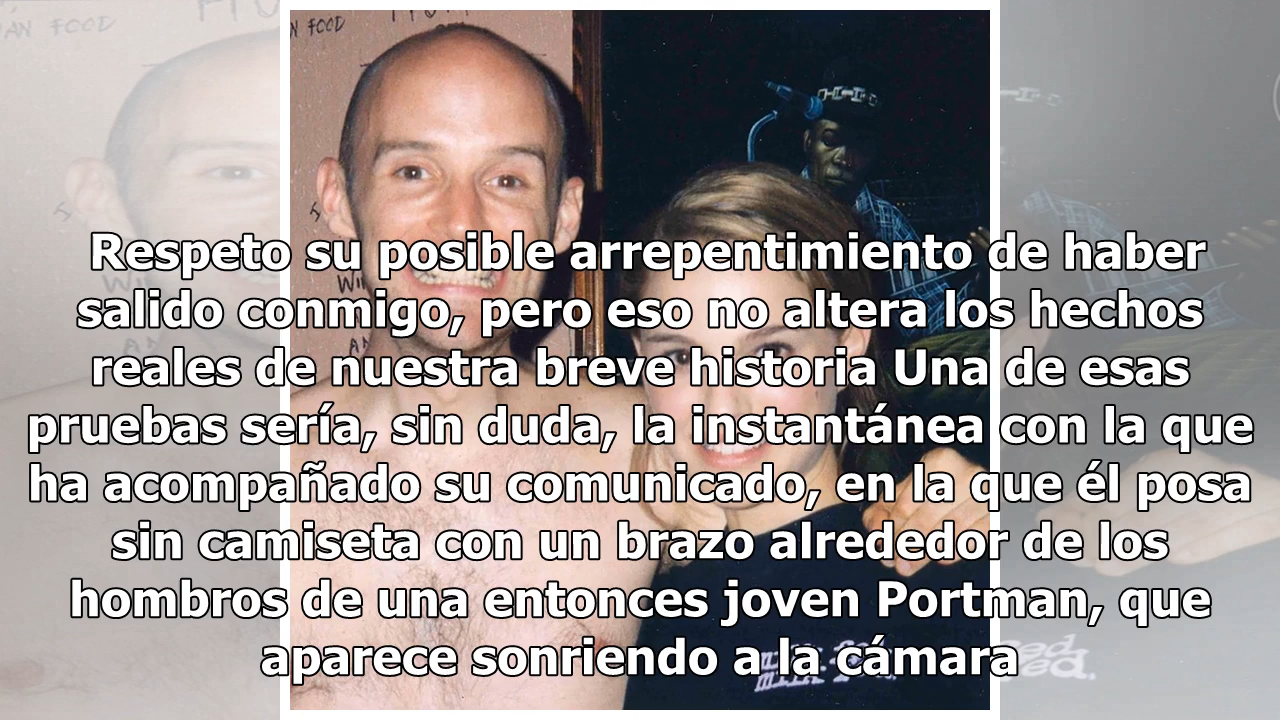 ÁN FOOD
N FOOD
Respeto su posible arrepentimiento de haber
salido conmigo, pero eso no altera los hechos
reales de nuestra breve historia Una de esas
pruebas sería, sin duda, la instantánea con la que
ha acompañado su comunicado, en la que él posa
sin camiseta con un brazo alrededor de los
hombros de una entonces joven Portman, que
aparece sonriendo a la cámara